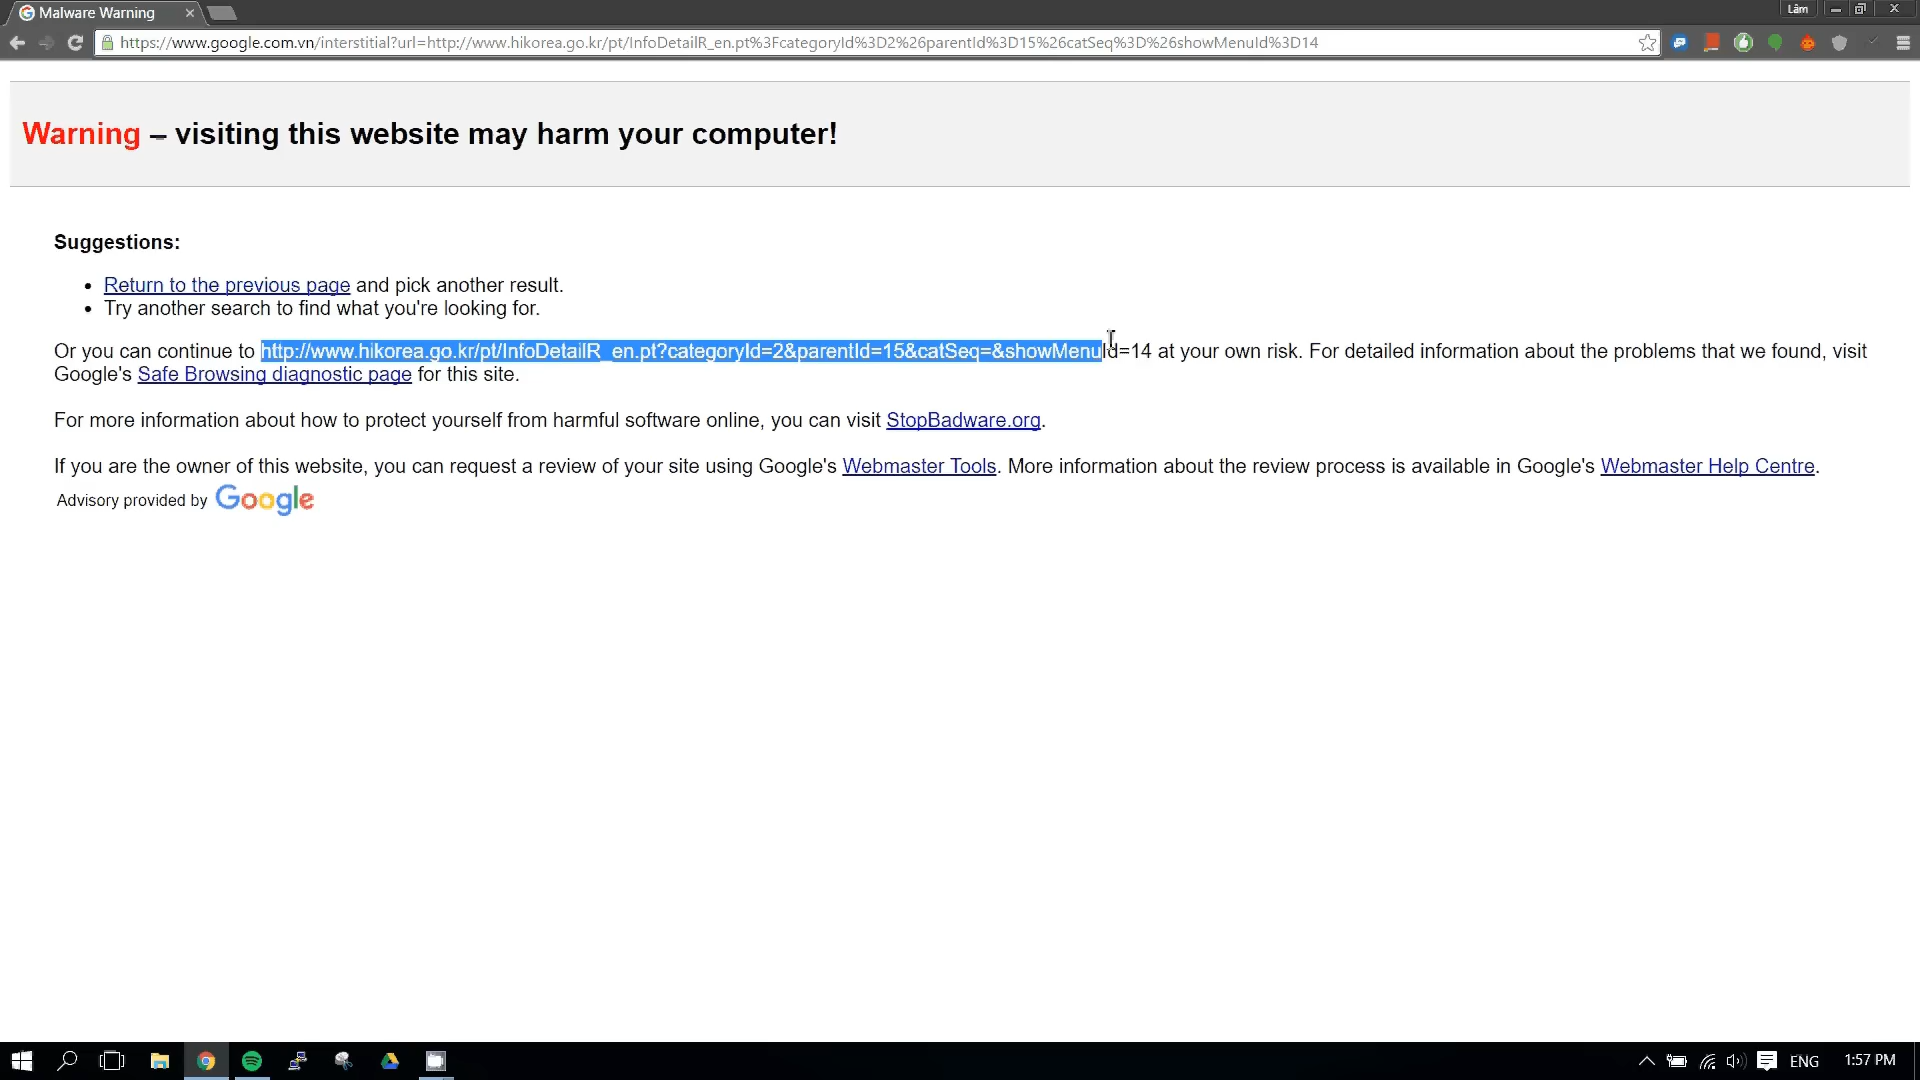 Malware Warning
Lâm
https://www.google.com.vn/interstitial?url=http://www.hikorea.go.kr/pt/InfoDetailR_en.pt%3FcategoryId%3D2%26parentId%3D15%26catSeq%3D%26showMenuId%3D14
Warning – visiting this website may harm your computer!
Suggestions:
• Return to the previous page and pick another result.
• Try another search to find what you're looking for.
Or you can continue to http://www.hikorea.go.kr/pt/InfoDetailR_en.pt?categoryId=2&parentId=15&catSeq=&showMenuId=14 at your own risk. For detailed information about the problems that we found, visit
Google's Safe Browsing diagnostic page for this site.
For more information about how to protect yourself from harmful software online, you can visit StopBadware.org.
If you are the owner of this website, you can request a review of your site using Google's Webmaster Tools. More information about the review process is available in Google's Webmaster Help Centre.
Advisory provided by Google
ENG
1:57 PM